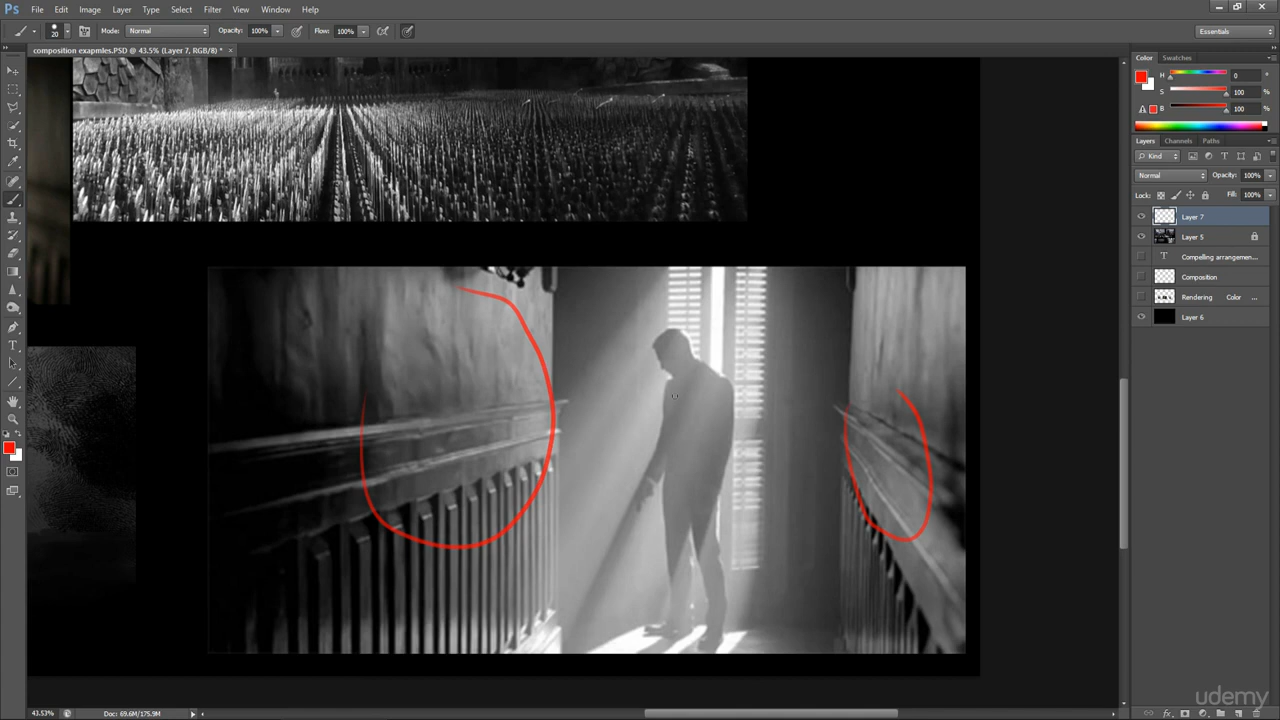 Ps File Edit Image Layer Type Select Filter View Window Help
20 Mode: Normal Opacity: 100% Flow: 100% Essentials
composition exapmles.PSD @ 43.5% (Layer 7, RGB/8) * ×
Color Swatches
H 0 °
S 100 %
B 100 %
Layers Channels Paths
Kind
Normal Opacity: 100%
Lock: Fill: 100%
Layer 7
Layer 5
T Compelling arrangemen...
Composition
Rendering Color ...
Layer 6
udemy
43.53% Doc: 69.6M/175.9M